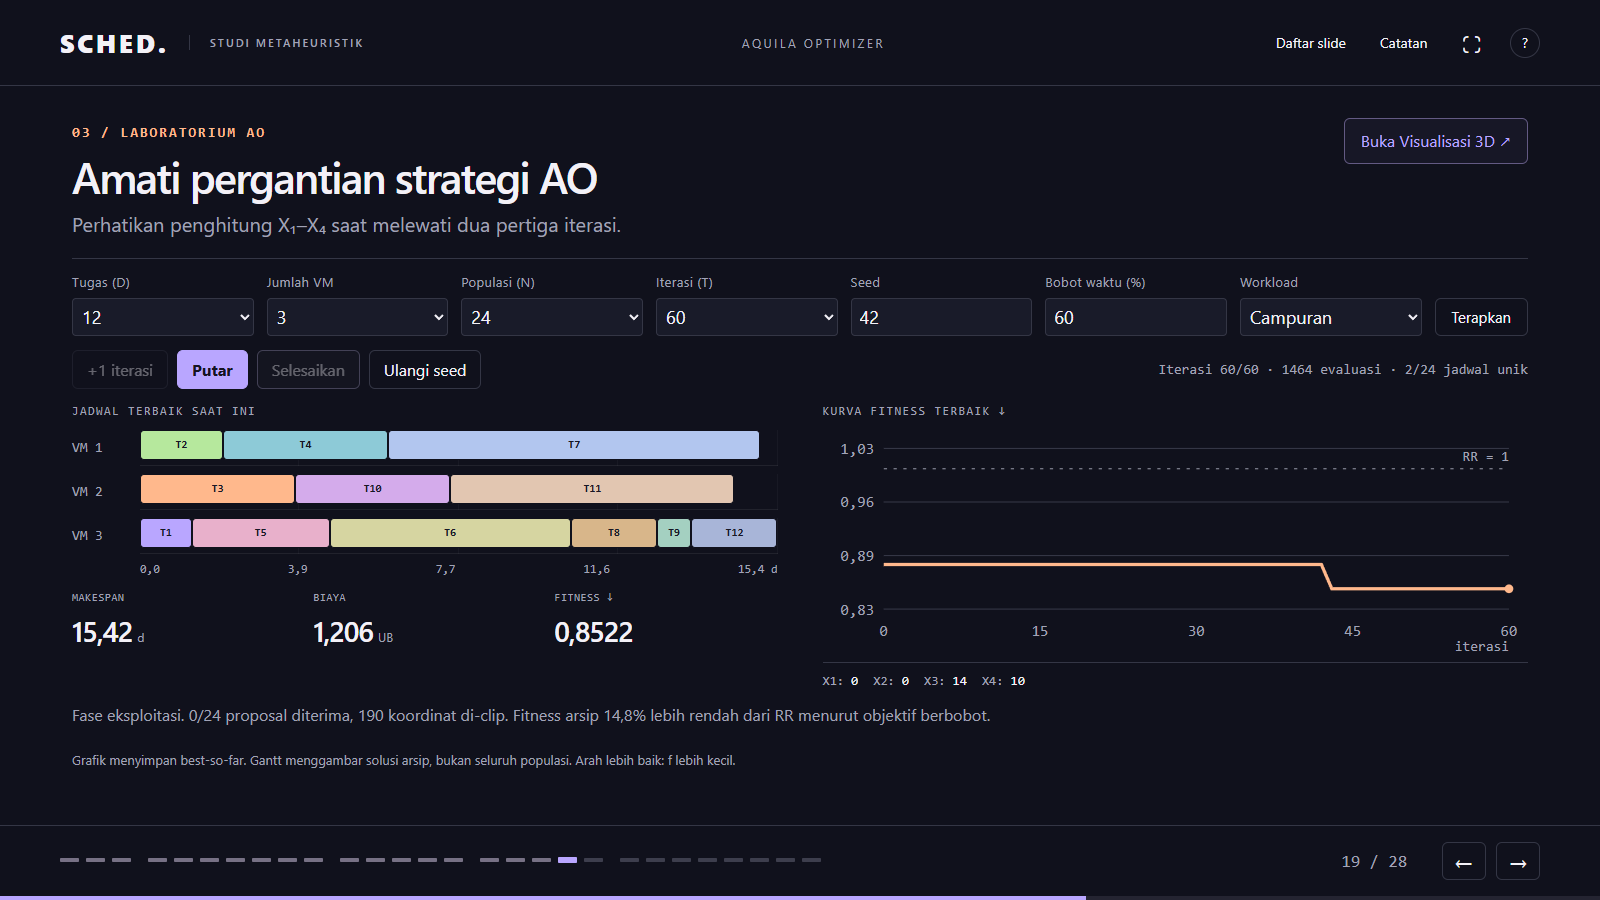 SCHED. STUDI METAHEURISTIK AQUILA OPTIMIZER Daftar slide Catatan ?
03 / LABORATORIUM AO
Buka Visualisasi 3D ↗
Amati pergantian strategi AO
Perhatikan penghitung X₁–X₄ saat melewati dua pertiga iterasi.
Tugas (D) Jumlah VM Populasi (N) Iterasi (T) Seed Bobot waktu (%) Workload
12 3 24 60 42 60 Campuran Terapkan
+1 iterasi Putar Selesaikan Ulangi seed Iterasi 60/60 · 1464 evaluasi · 2/24 jadwal unik
JADWAL TERBAIK SAAT INI
VM 1 T2 T4 T7
VM 2 T3 T10 T11
VM 3 T1 T5 T6 T8 T9 T12
0,0 3,9 7,7 11,6 15,4 d
MAKESPAN BIAYA FITNESS ↓
15,42 d 1,206 UB 0,8522
KURVA FITNESS TERBAIK ↓
1,03
RR = 1
0,96
0,89
0,83
0 15 30 45 60
iterasi
X1: 0 X2: 0 X3: 14 X4: 10
Fase eksploitasi. 0/24 proposal diterima, 190 koordinat di-clip. Fitness arsip 14,8% lebih rendah dari RR menurut objektif berbobot.
Grafik menyimpan best-so-far. Gantt menggambar solusi arsip, bukan seluruh populasi. Arah lebih baik: f lebih kecil.
19 / 28 ← →